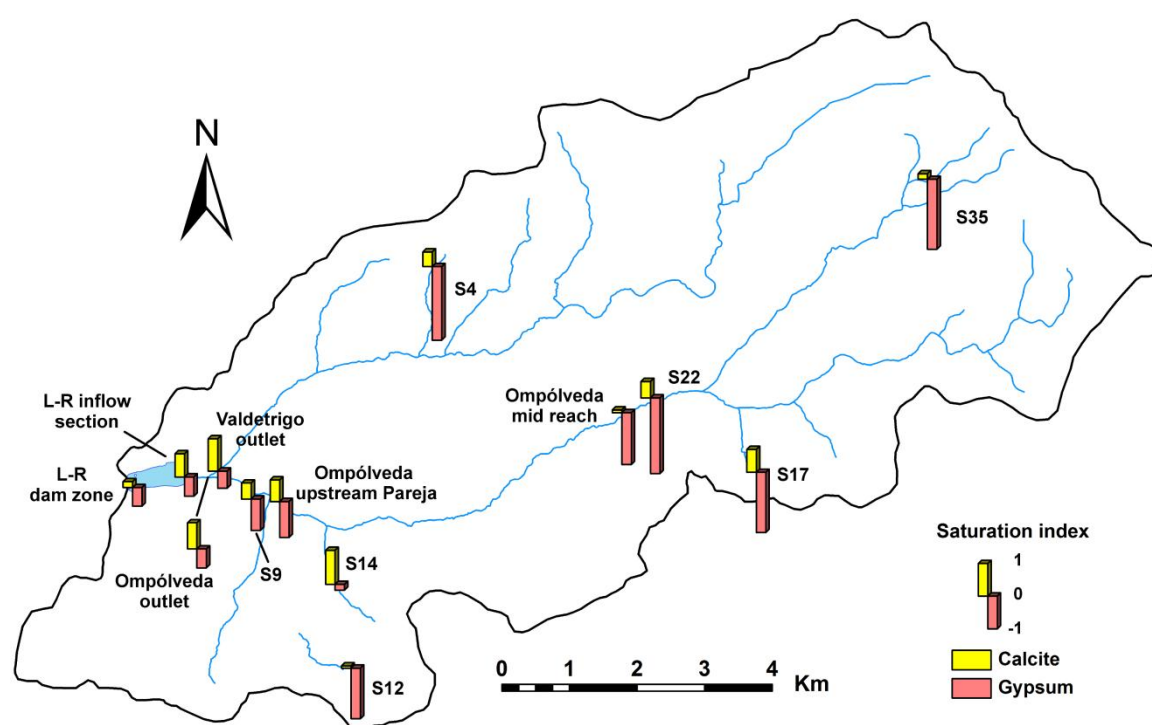 N
S35
S4
S22
Ompólveda
mid reach
L-R inflow
section
Valdetrigo
outlet
L-R
dam zone
Ompólveda
upstream Pareja
S17
S9
S14
Ompólveda
outlet
S12
Saturation index
1
0
-1
Calcite
Gypsum
0 1 2 3 4
Km